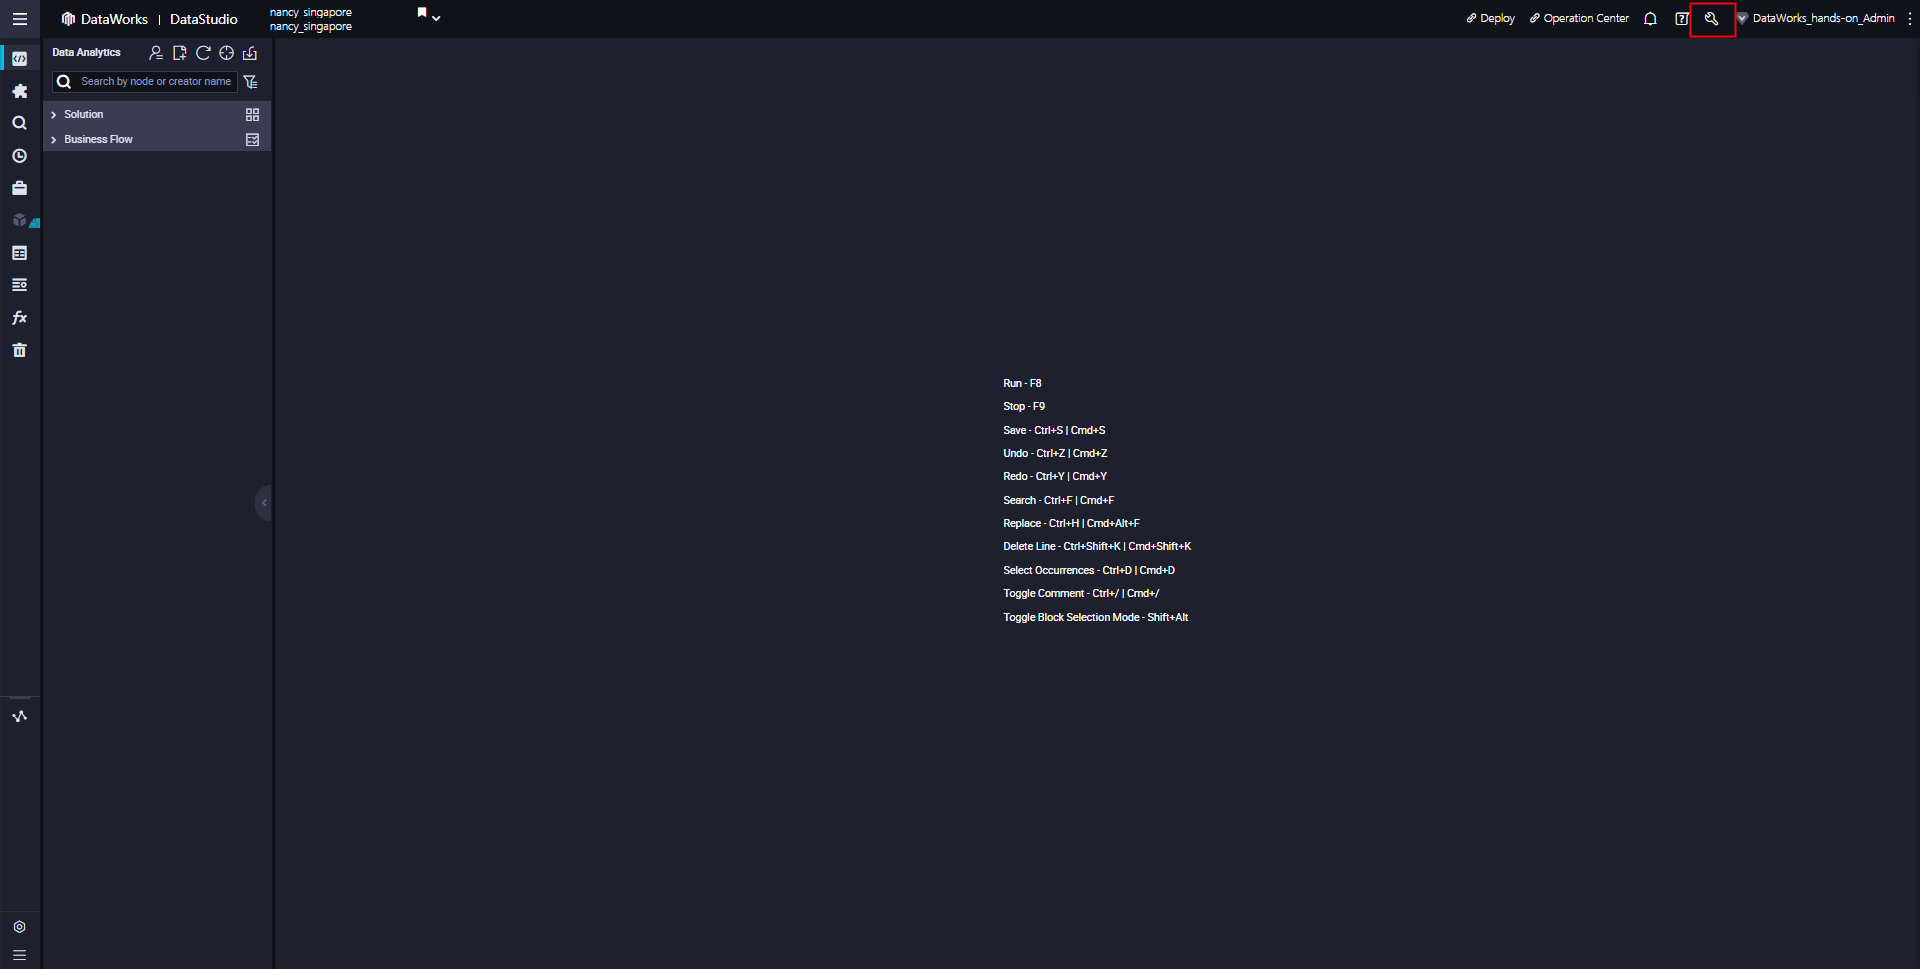 DataWorks | DataStudio
nancy_singapore
nancy_singapore
Deploy
Operation Center
DataWorks_hands-on_Admin
Data Analytics
Search by node or creator name
Solution
Business Flow
Run - F8
Stop - F9
Save - Ctrl+S | Cmd+S
Undo - Ctrl+Z | Cmd+Z
Redo - Ctrl+Y | Cmd+Y
Search - Ctrl+F | Cmd+F
Replace - Ctrl+H | Cmd+Alt+F
Delete Line - Ctrl+Shift+K | Cmd+Shift+K
Select Occurrences - Ctrl+D | Cmd+D
Toggle Comment - Ctrl+/ | Cmd+/
Toggle Block Selection Mode - Shift+Alt